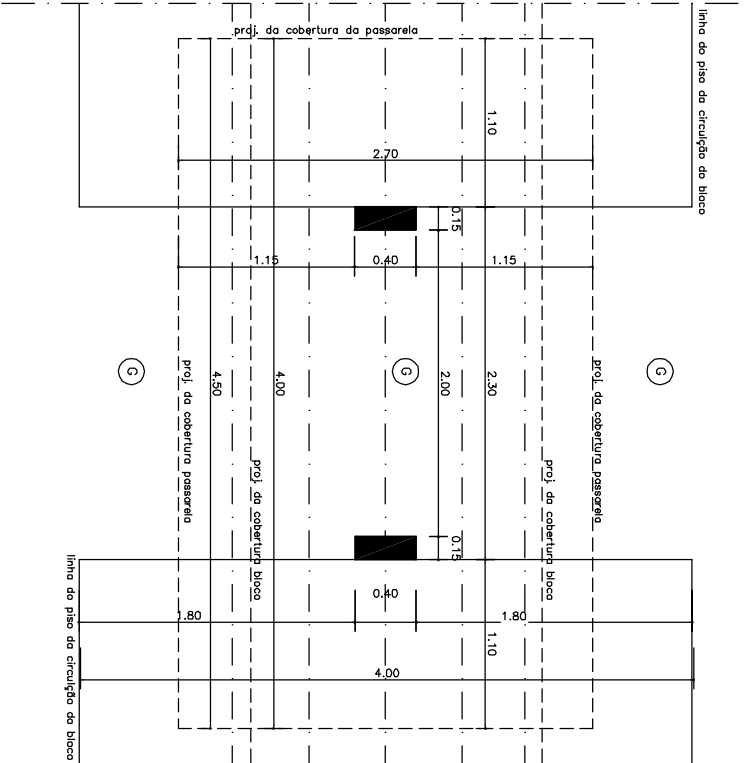 proj. da cobertura da passarela
linha do piso da circulção do bloco
1.10
2.70
0.15
1.15
0.40
1.15
G
G
G
proj. da cobertura passarela
4.50
4.00
2.00
2.30
proj. da cobertura passarela
proj. da cobertura bloco
proj. da cobertura bloco
0.15
linha do piso da circulção do bloco
0.40
1.80
1.80
1.10
4.00